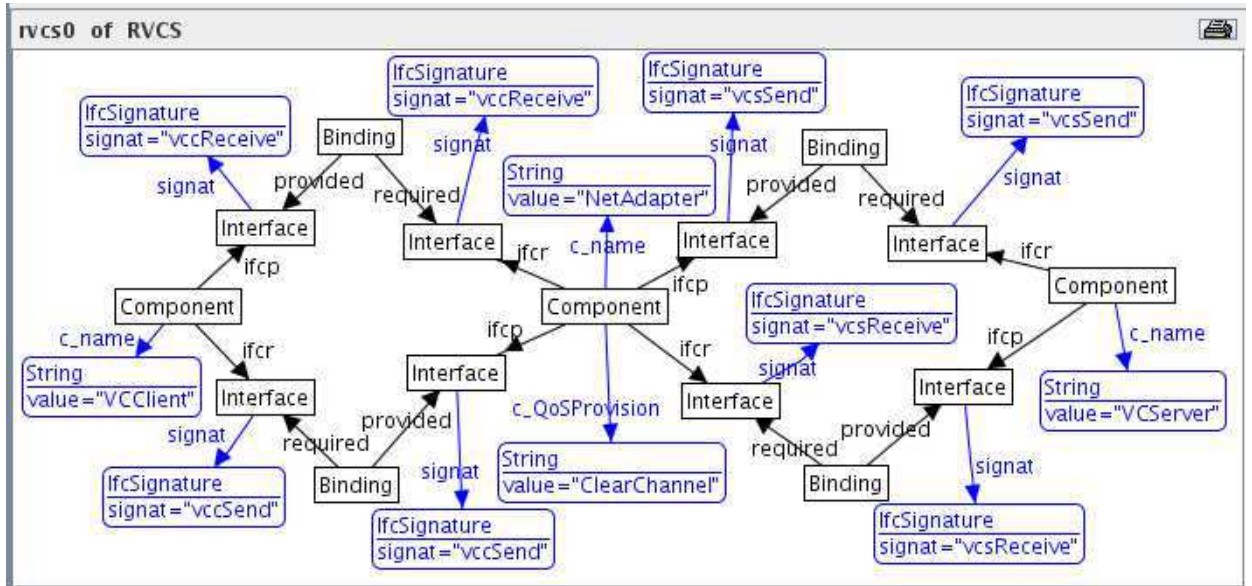 rvcs0 of RVCS
IfcSignature
signat="vccReceive"
IfcSignature
signat="vccReceive"
IfcSignature
signat="vcsSend"
IfcSignature
signat="vcsSend"
Binding
Binding
signat
signat
signat
signat
provided
required
provided
required
String
value="NetAdapter"
Interface
Interface
Interface
Interface
c_name
ifcp
ifcr
ifcp
ifcr
Component
Component
Component
IfcSignature
signat="vcsReceive"
c_name
ifcr
ifcp
ifcr
signat
ifcp
c_name
String
value="VCClient"
Interface
Interface
Interface
Interface
String
value="VCServer"
signat
required
provided
c_QoSProvision
required
provided
signat
signat
IfcSignature
signat="vccSend"
Binding
String
value="ClearChannel"
Binding
IfcSignature
signat="vccSend"
IfcSignature
signat="vcsReceive"